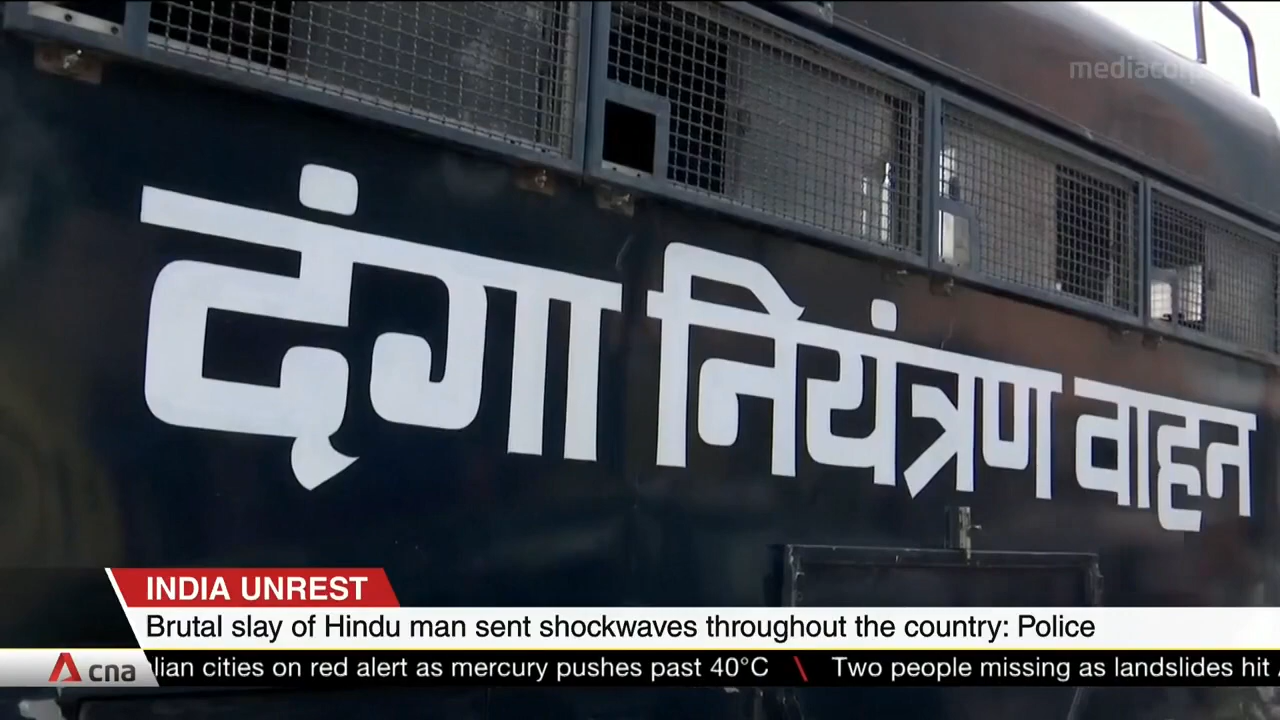 mediacorp
दंगा नियंत्रण वाहन
INDIA UNREST
Brutal slay of Hindu man sent shockwaves throughout the country: Police
cna
cities on red alert as mercury pushes past 40°C \ Two people missing as landslides hit